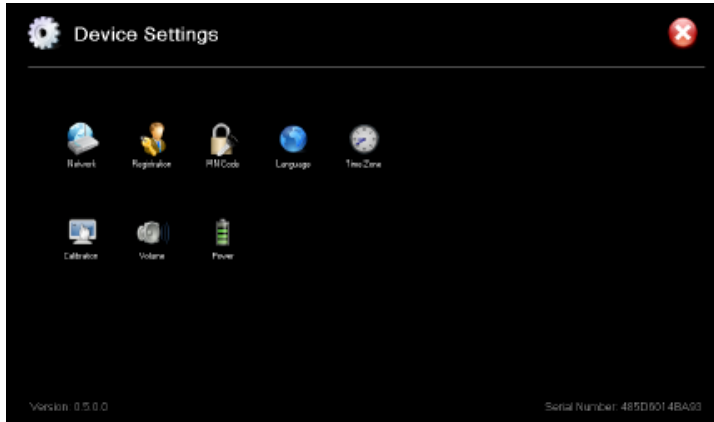 Device Settings
Network Registration PIN Code Language Time Zone
Calibration Volume Power
Version 0.5.0.0 Serial Number: 485D6014BA93